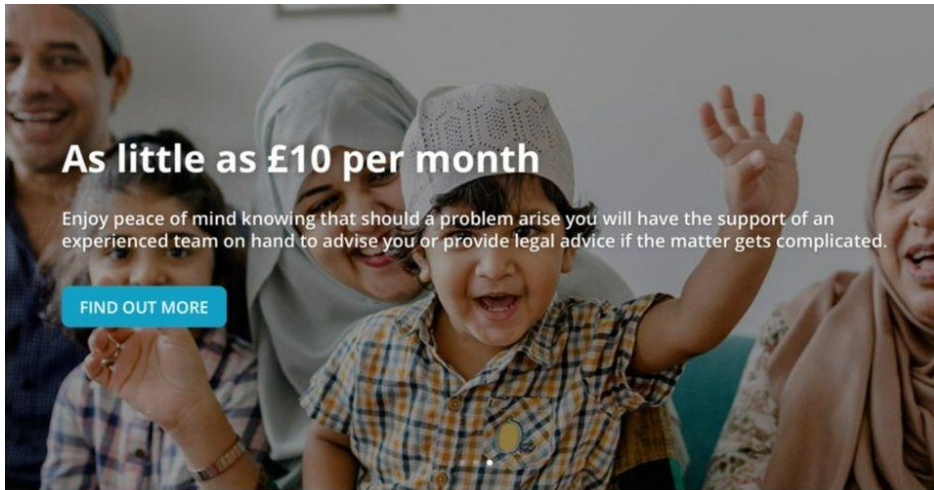 As little as £10 per month
Enjoy peace of mind knowing that should a problem arise you will have the support of an
experienced team on hand to advise you or provide legal advice if the matter gets complicated.
FIND OUT MORE